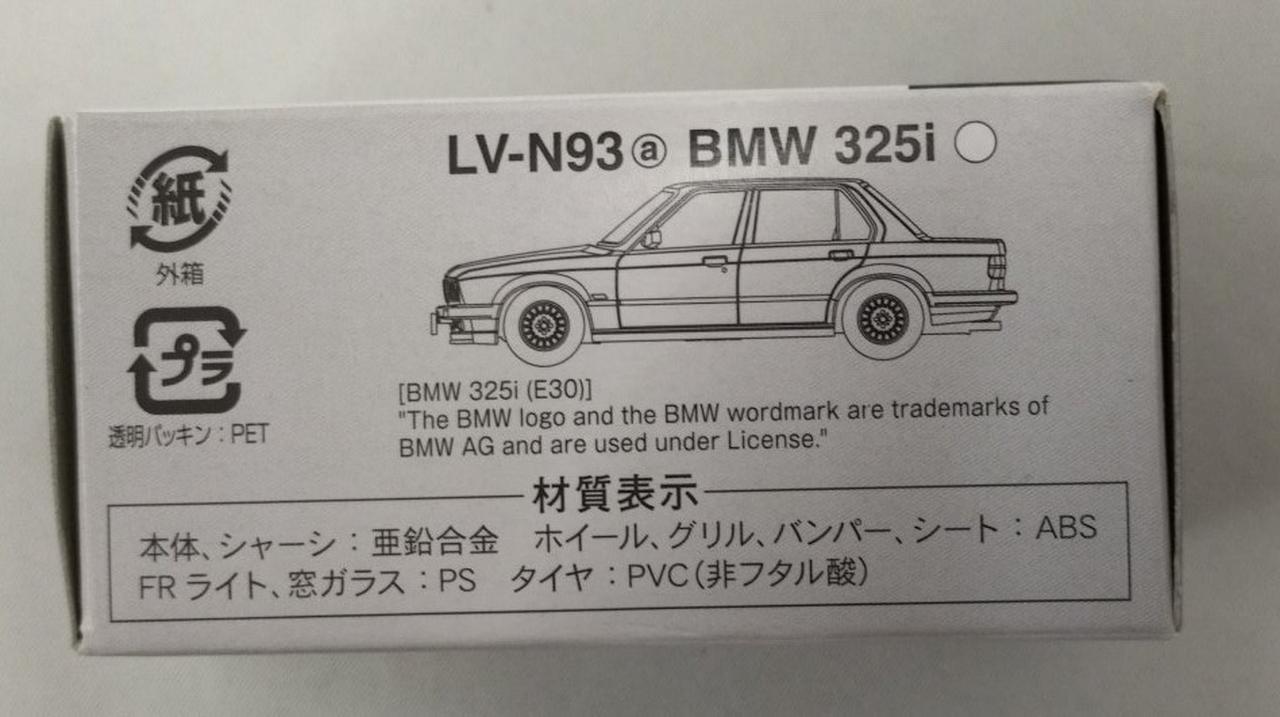 LV-N93ⓐ BMW 325i ○
紙
外箱
プラ
透明パッキン：PET
[BMW 325i (E30)]
"The BMW logo and the BMW wordmark are trademarks of
BMW AG and are used under License."
材質表示
本体、シャーシ：亜鉛合金　ホイール、グリル、バンパー、シート：ABS
FRライト、窓ガラス：PS　タイヤ：PVC（非フタル酸）